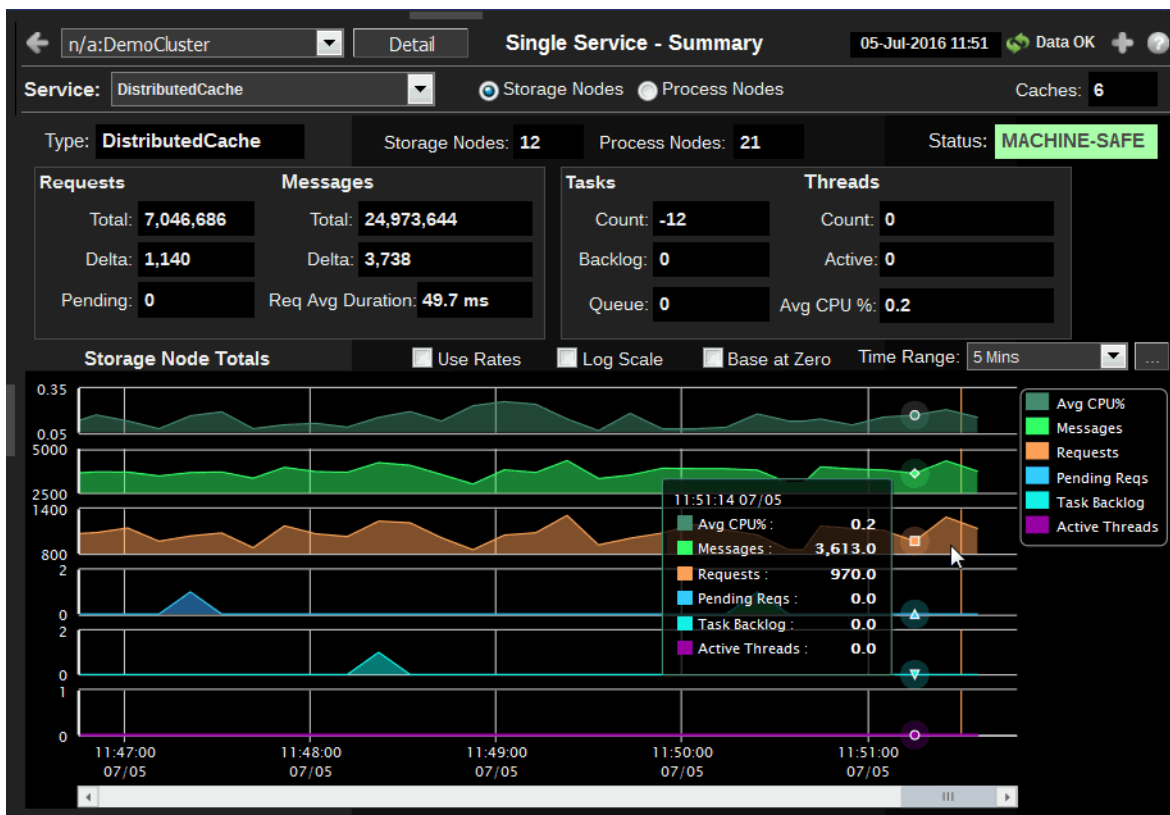 n/a:DemoCluster Detail Single Service - Summary 05-Jul-2016 11:51 Data OK
Service: DistributedCache Storage Nodes Process Nodes Caches: 6
Type: DistributedCache Storage Nodes: 12 Process Nodes: 21 Status: MACHINE-SAFE
Requests Messages Tasks Threads
Total: 7,046,686 Total: 24,973,644 Count: -12 Count: 0
Delta: 1,140 Delta: 3,738 Backlog: 0 Active: 0
Pending: 0 Req Avg Duration: 49.7 ms Queue: 0 Avg CPU %: 0.2
Storage Node Totals Use Rates Log Scale Base at Zero Time Range: 5 Mins ...
0.35
0.05
5000
2500
1400
800
2
0
2
0
1
0
Avg CPU%
Messages
Requests
Pending Reqs
Task Backlog
Active Threads
11:51:14 07/05
Avg CPU% : 0.2
Messages : 3,613.0
Requests : 970.0
Pending Reqs : 0.0
Task Backlog : 0.0
Active Threads : 0.0
11:47:00 11:48:00 11:49:00 11:50:00 11:51:00
07/05 07/05 07/05 07/05 07/05